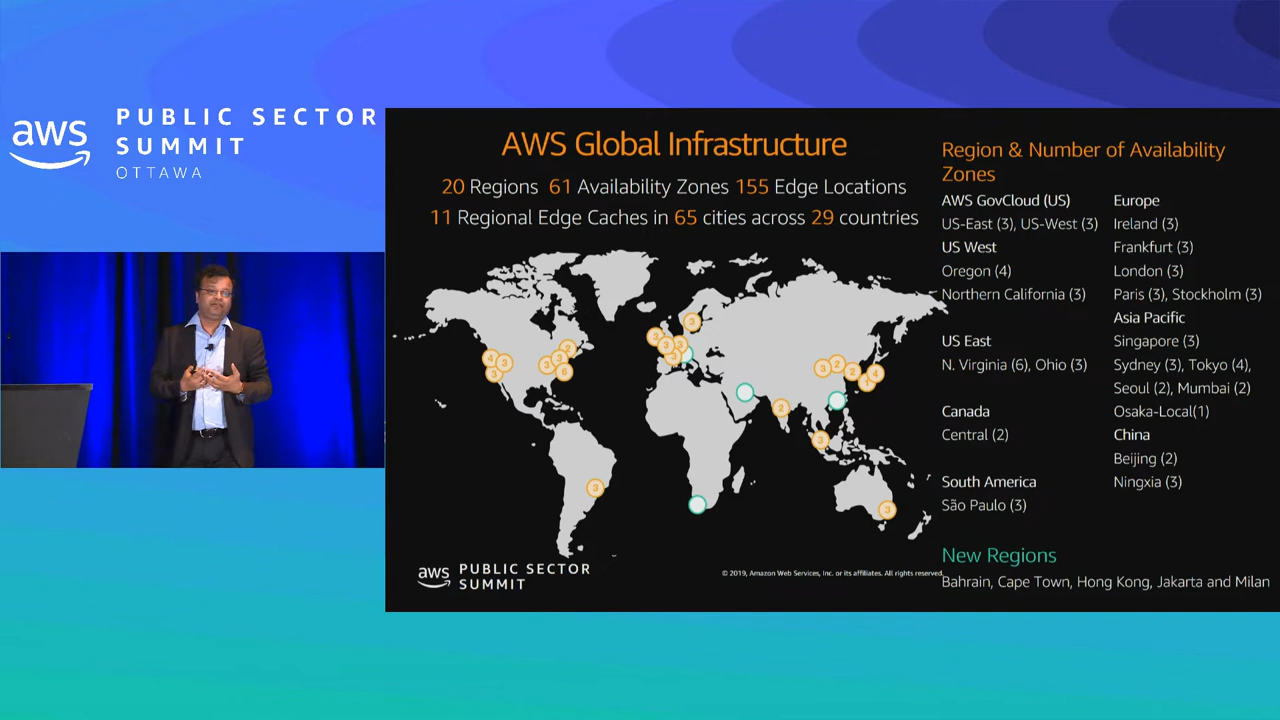 aws
PUBLIC SECTOR
SUMMIT
OTTAWA
AWS Global Infrastructure
20 Regions 61 Availability Zones 155 Edge Locations
11 Regional Edge Caches in 65 cities across 29 countries
Region & Number of Availability
Zones
AWS GovCloud (US)
US-East (3), US-West (3)
US West
Oregon (4)
Northern California (3)
US East
N. Virginia (6), Ohio (3)
Canada
Central (2)
South America
São Paulo (3)
Europe
Ireland (3)
Frankfurt (3)
London (3)
Paris (3), Stockholm (3)
Asia Pacific
Singapore (3)
Sydney (3), Tokyo (4),
Seoul (2), Mumbai (2)
Osaka-Local(1)
China
Beijing (2)
Ningxia (3)
New Regions
Bahrain, Cape Town, Hong Kong, Jakarta and Milan
aws
PUBLIC SECTOR
SUMMIT
© 2019, Amazon Web Services, Inc. or its affiliates. All rights reserved.